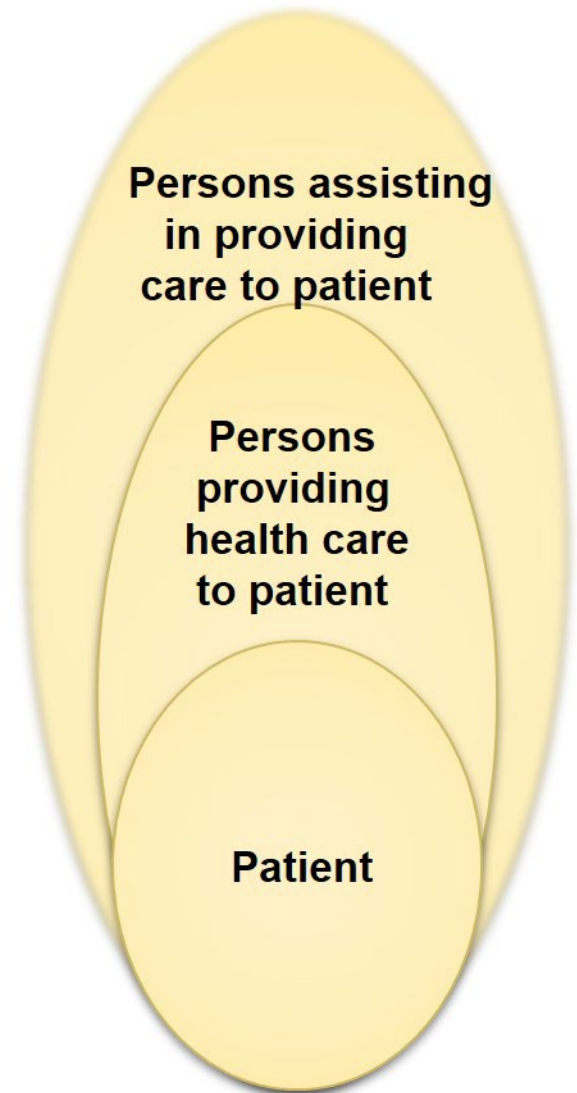 Persons assisting
in providing
care to patient
Persons
providing
health care
to patient
Patient